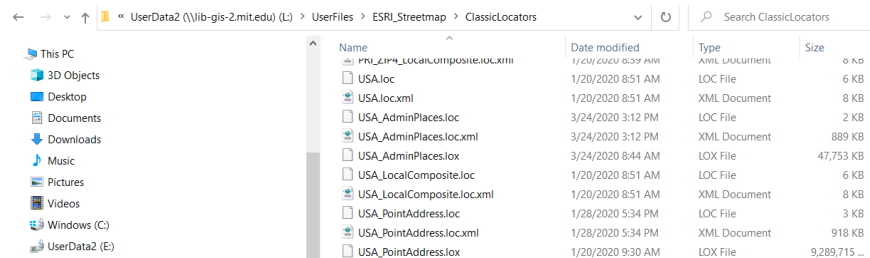 « UserData2 (\\lib-gis-2.mit.edu) (L:) > UserFiles > ESRI_Streetmap > ClassicLocators Search ClassicLocators
This PC
3D Objects
Desktop
Documents
Downloads
Music
Pictures
Videos
Windows (C:)
UserData2 (E:)
Name Date modified Type Size
PRI_ZIP4_LocalComposite.loc.xml 1/20/2020 8:39 AM XML Document 8 KB
USA.loc 1/20/2020 8:51 AM LOC File 6 KB
USA.loc.xml 1/20/2020 8:51 AM XML Document 8 KB
USA_AdminPlaces.loc 3/24/2020 3:12 PM LOC File 2 KB
USA_AdminPlaces.loc.xml 3/24/2020 3:12 PM XML Document 889 KB
USA_AdminPlaces.lox 3/24/2020 8:44 AM LOX File 47,753 KB
USA_LocalComposite.loc 1/20/2020 8:51 AM LOC File 6 KB
USA_LocalComposite.loc.xml 1/20/2020 8:51 AM XML Document 8 KB
USA_PointAddress.loc 1/28/2020 5:34 PM LOC File 3 KB
USA_PointAddress.loc.xml 1/28/2020 5:34 PM XML Document 918 KB
USA_PointAddress.lox 1/20/2020 9:30 AM LOX File 9,289,715 ...